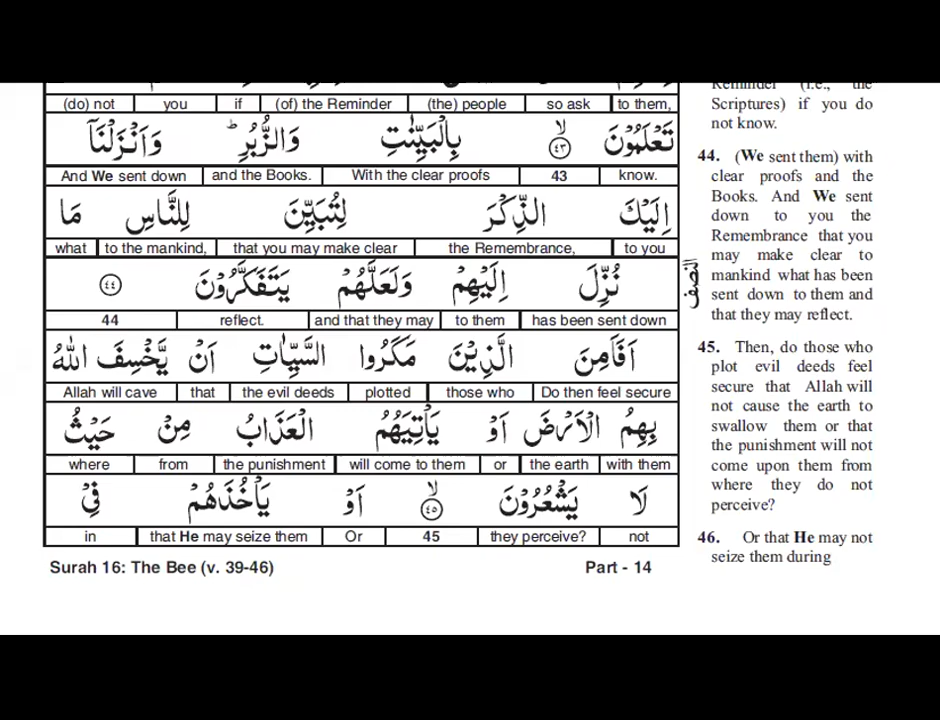 (do) not you if (of) the Reminder (the) people so ask to them,
تَعۡلَمُوۡنَ ۙ‏﴿۴۳﴾ بِالۡبَيِّنٰتِ وَالزُّبُرِ ؕ وَاَنۡزَلۡنَاۤ
And We sent down and the Books. With the clear proofs 43 know.
اِلَيۡكَ الذِّكۡرَ لِتُبَيِّنَ لِلنَّاسِ مَا
what to the mankind, that you may make clear the Remembrance, to you
نُزِّلَ اِلَيۡهِمۡ وَلَعَلَّهُمۡ يَتَفَكَّرُوۡنَ ﴿۴۴﴾
44 reflect. and that they may to them has been sent down
اَفَاَمِنَ الَّذِيۡنَ مَكَرُوا السَّيِّاٰتِ اَنۡ يَّخۡسِفَ اللّٰهُ
Allah will cave that the evil deeds plotted those who Do then feel secure
بِهِمُ الۡاَرۡضَ اَوۡ يَاۡتِيَهُمُ الۡعَذَابُ مِنۡ حَيۡثُ
where from the punishment will come to them or the earth with them
لَا يَشۡعُرُوۡنَ ۙ‏﴿۴۵﴾ اَوۡ يَاۡخُذَهُمۡ فِىۡ
in that He may seize them Or 45 they perceive? not
Surah 16: The Bee (v. 39-46) Part - 14
Reminder (i.e., the
Scriptures) if you do
not know.
44. (We sent them) with
clear proofs and the
Books. And We sent
down to you the
Remembrance that you
may make clear to
mankind what has been
sent down to them and
that they may reflect.
النصف
45. Then, do those who
plot evil deeds feel
secure that Allah will
not cause the earth to
swallow them or that
the punishment will not
come upon them from
where they do not
perceive?
46. Or that He may not
seize them during